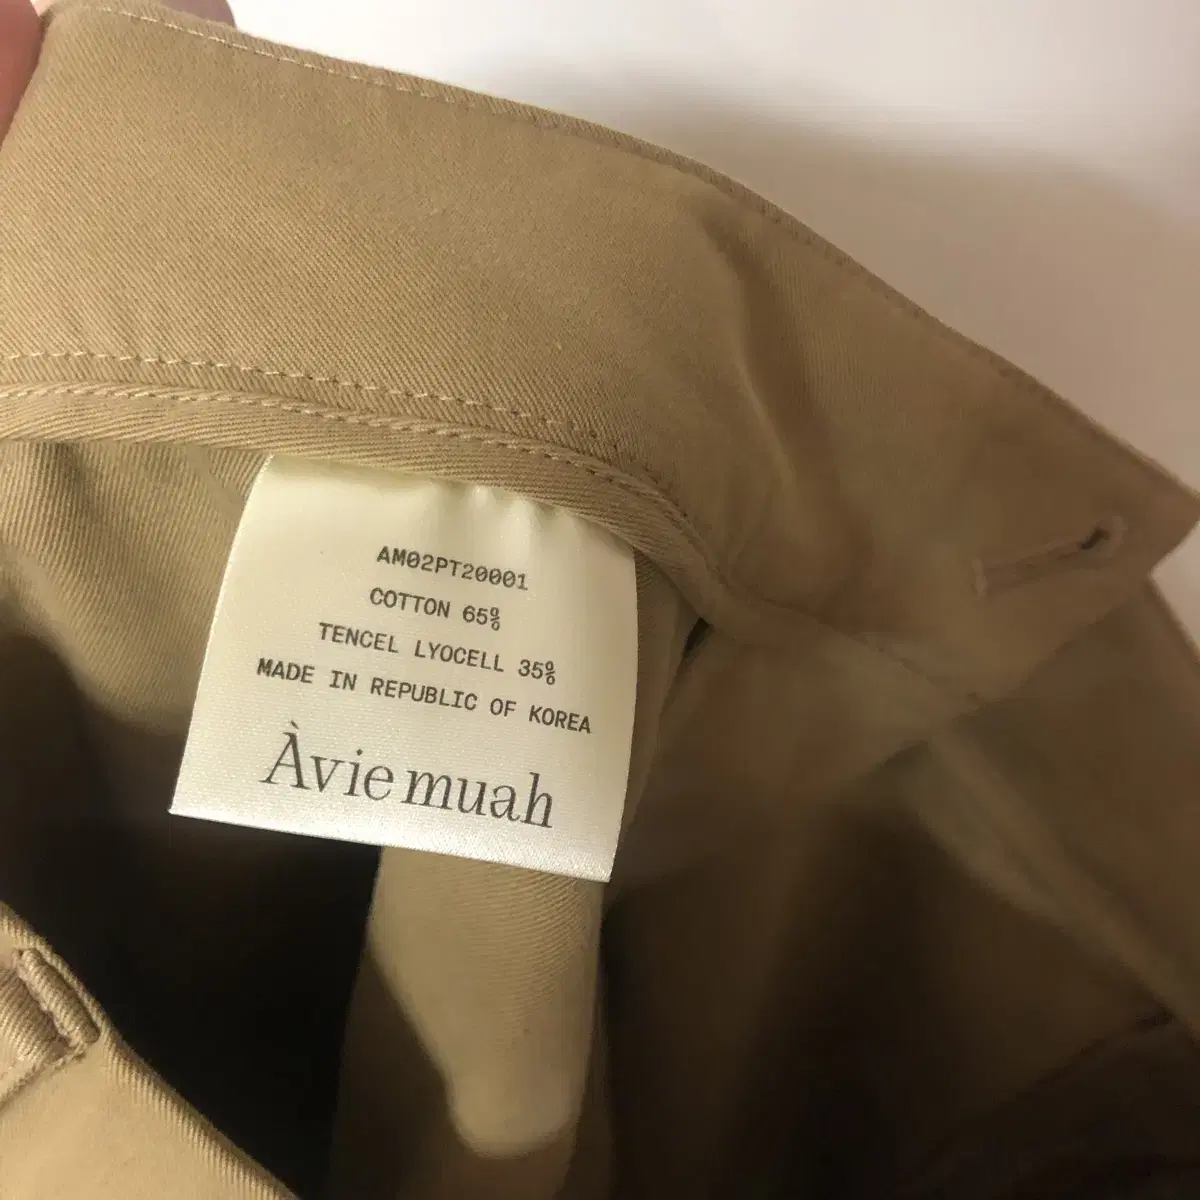 AM02PT20001
COTTON 65%
TENCEL LYOCELL 35%
MADE IN REPUBLIC OF KOREA
Àvie muah